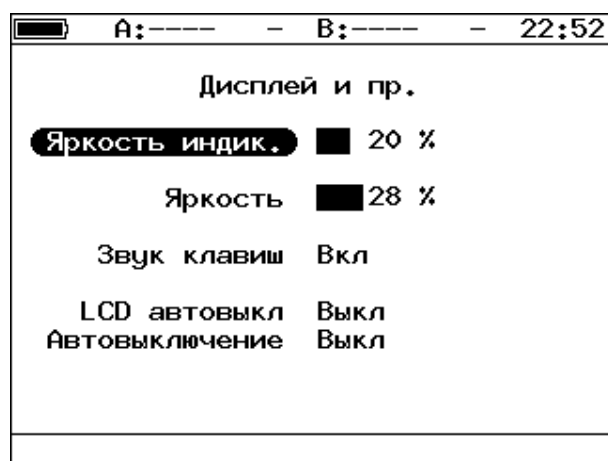 A:---- - B:---- - 22:52
Дисплей и пр.
Яркость индик. 20 %
Яркость 28 %
Звук клавиш Вкл
LCD автовыкл Выкл
Автовыключение Выкл